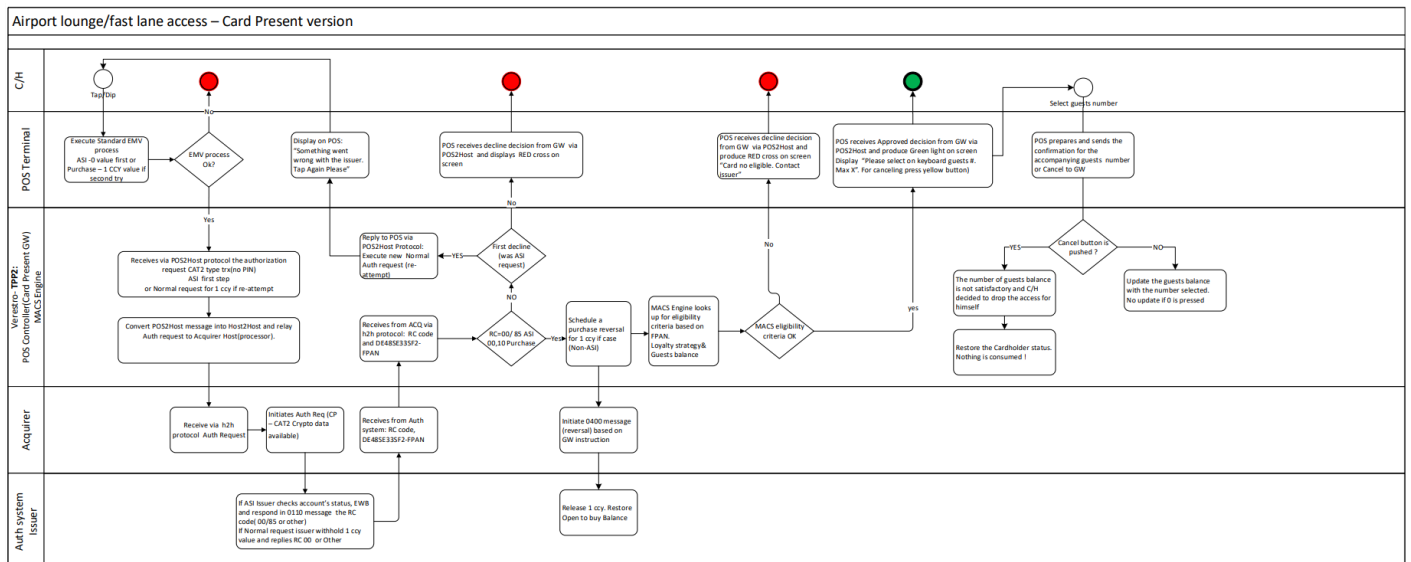 Airport lounge/fast lane access – Card Present version
C/H
Tap/Dip
Select guests number
No
POS Terminal
Execute Standard EMV
process
ASI -0 value first or
Purchase – 1 CCY value if
second try
EMV process
Ok?
Display on POS:
“Something went
wrong with the issuer.
Tap Again Please”
POS receives decline decision from GW via
POS2Host and displays RED cross on
screen
POS receives decline decision
from GW via POS2Host and
produce RED cross on screen
“Card no eligible. Contact
issuer”
POS receives Approved decision from GW via
POS2Host and produce Green light on screen
Display “Please select on keyboard guests #.
Max X”. For canceling press yellow button)
POS prepares and sends the
confirmation for the
accompanying guests number
or Cancel to GW
Verestro- TPP2:
POS Controller(Card Present GW)
MACS Engine
Yes
No
No
yes
Receives via POS2Host protocol the authorization
request CAT2 type trx(no PIN)
ASI first step
or Normal request for 1 ccy if re-attempt
Convert POS2Host message into Host2Host and relay
Auth request to Acquirer Host(processor).
Reply to POS via
POS2Host Protocol:
Execute new Normal
Auth request (re-
attempt)
YES
First decline
(was ASI
request)
NO
Receives from ACQ via
h2h protocol: RC code
and DE48SE33SF2-
FPAN
RC=00/ 85 ASI
00,10 Purchase
Yes
Schedule a
purchase reversal
for 1 ccy if case
(Non-ASI)
MACS Engine looks
up for eligibility
criteria based on
FPAN.
Loyalty strategy&
Guests balance
MACS eligibility
criteria OK
Cancel button is
pushed ?
YES
NO
The number of guests balance
is not satisfactory and C/H
decided to drop the access for
himself
Update the guests balance
with the number selected.
No update if 0 is pressed
Restore the Cardholder status.
Nothing is consumed !
Acquirer
Receive via h2h
protocol Auth Request
Initiates Auth Req (CP
– CAT2 Crypto data
available)
Receives from Auth
system: RC code,
DE48SE33SF2-FPAN
Initiate 0400 message
(reversal) based on
GW instruction
Auth system
Issuer
If ASI Issuer checks account's status, EWB
and respond in 0110 message the RC
code( 00/85 or other)
If Normal request issuer withhold 1 ccy
value and replies RC 00 or Other
Release 1 ccy. Restore
Open to buy Balance